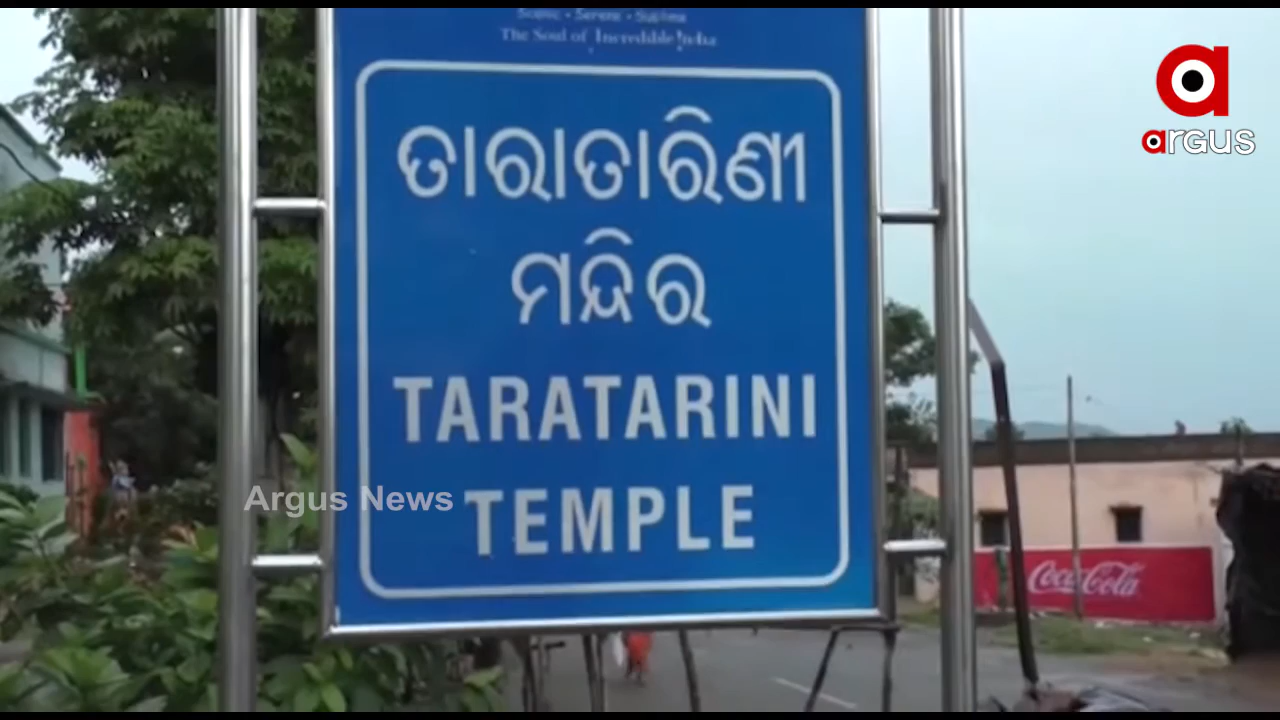 Scenic • Serene • Sublime
The Soul of Incredible India
ତାରାତାରିଣୀ
ମନ୍ଦିର
TARATARINI
TEMPLE
Argus News
argus
Coca-Cola